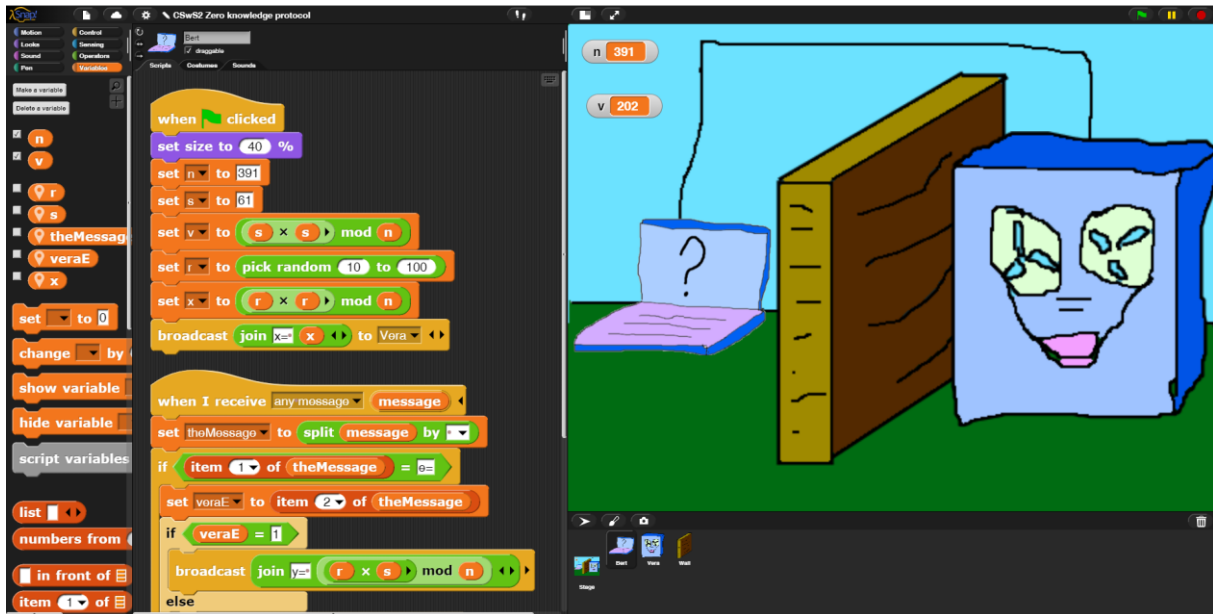 Snap!
CSwS2 Zero knowledge protocol
Motion Control
Looks Sensing
Sound Operators
Pen Variables
Make a variable
Delete a variable
n
v
r
s
theMessage
veraE
x
set to 0
change by
show variable
hide variable
script variables
list
numbers from
in front of
item 1 of
Bert
draggable
Scripts Costumes Sounds
when clicked
set size to 40 %
set n to 391
set s to 61
set v to s × s mod n
set r to pick random 10 to 100
set x to r × r mod n
broadcast join x=* x to Vera
when I receive any message message
set theMessage to split message by *
if item 1 of theMessage = e=
set veraE to item 2 of theMessage
if veraE = 1
broadcast join y=* r × s mod n
else
n 391
v 202
?
Stage
Bert Vera Wall